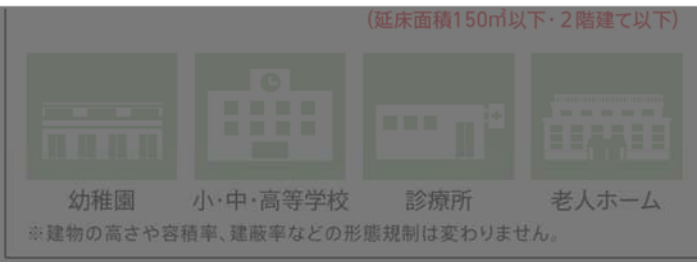 (延床面積150㎡以下・2階建て以下)
幼稚園
小・中・高等学校
診療所
老人ホーム
※建物の高さや容積率、建蔽率などの形態規制は変わりません。